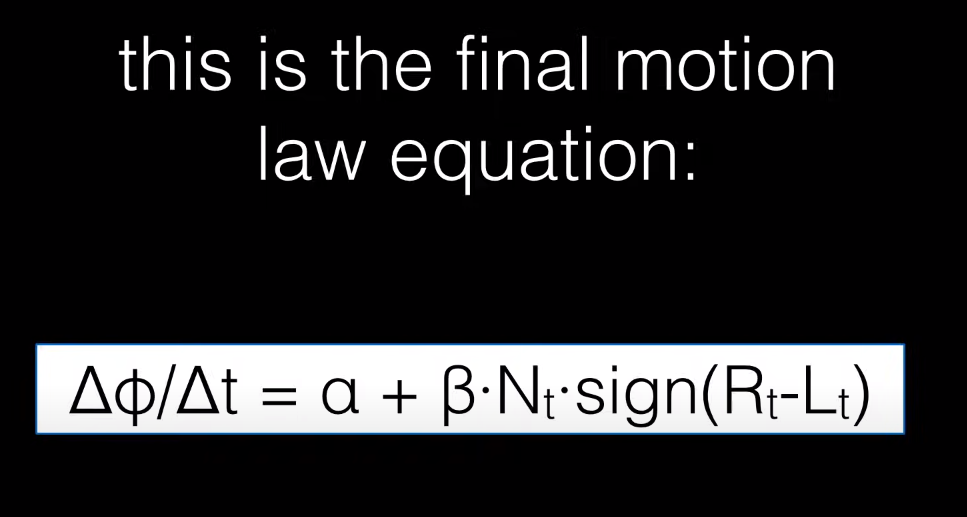 this is the final motion
law equation:
Δφ/Δt = α + β·Nt·sign(Rt-Lt)